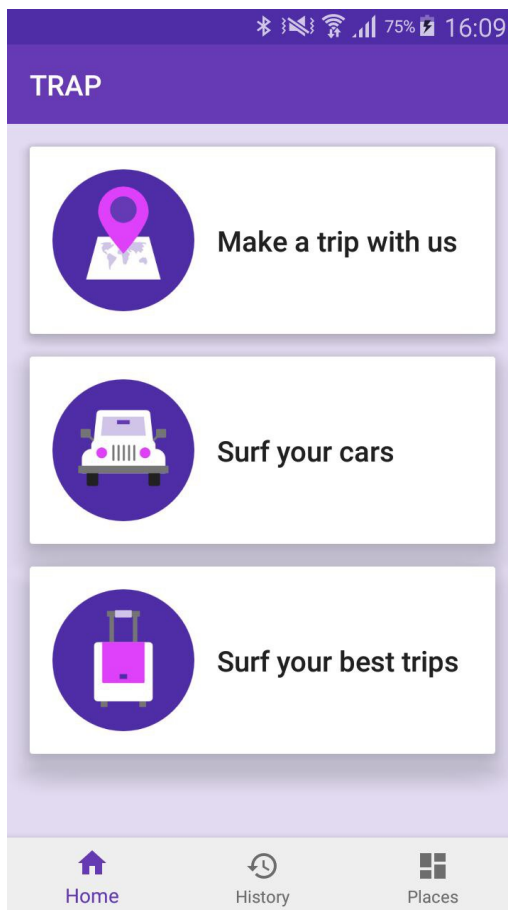 75% 16:09
TRAP
Make a trip with us
Surf your cars
Surf your best trips
Home History Places